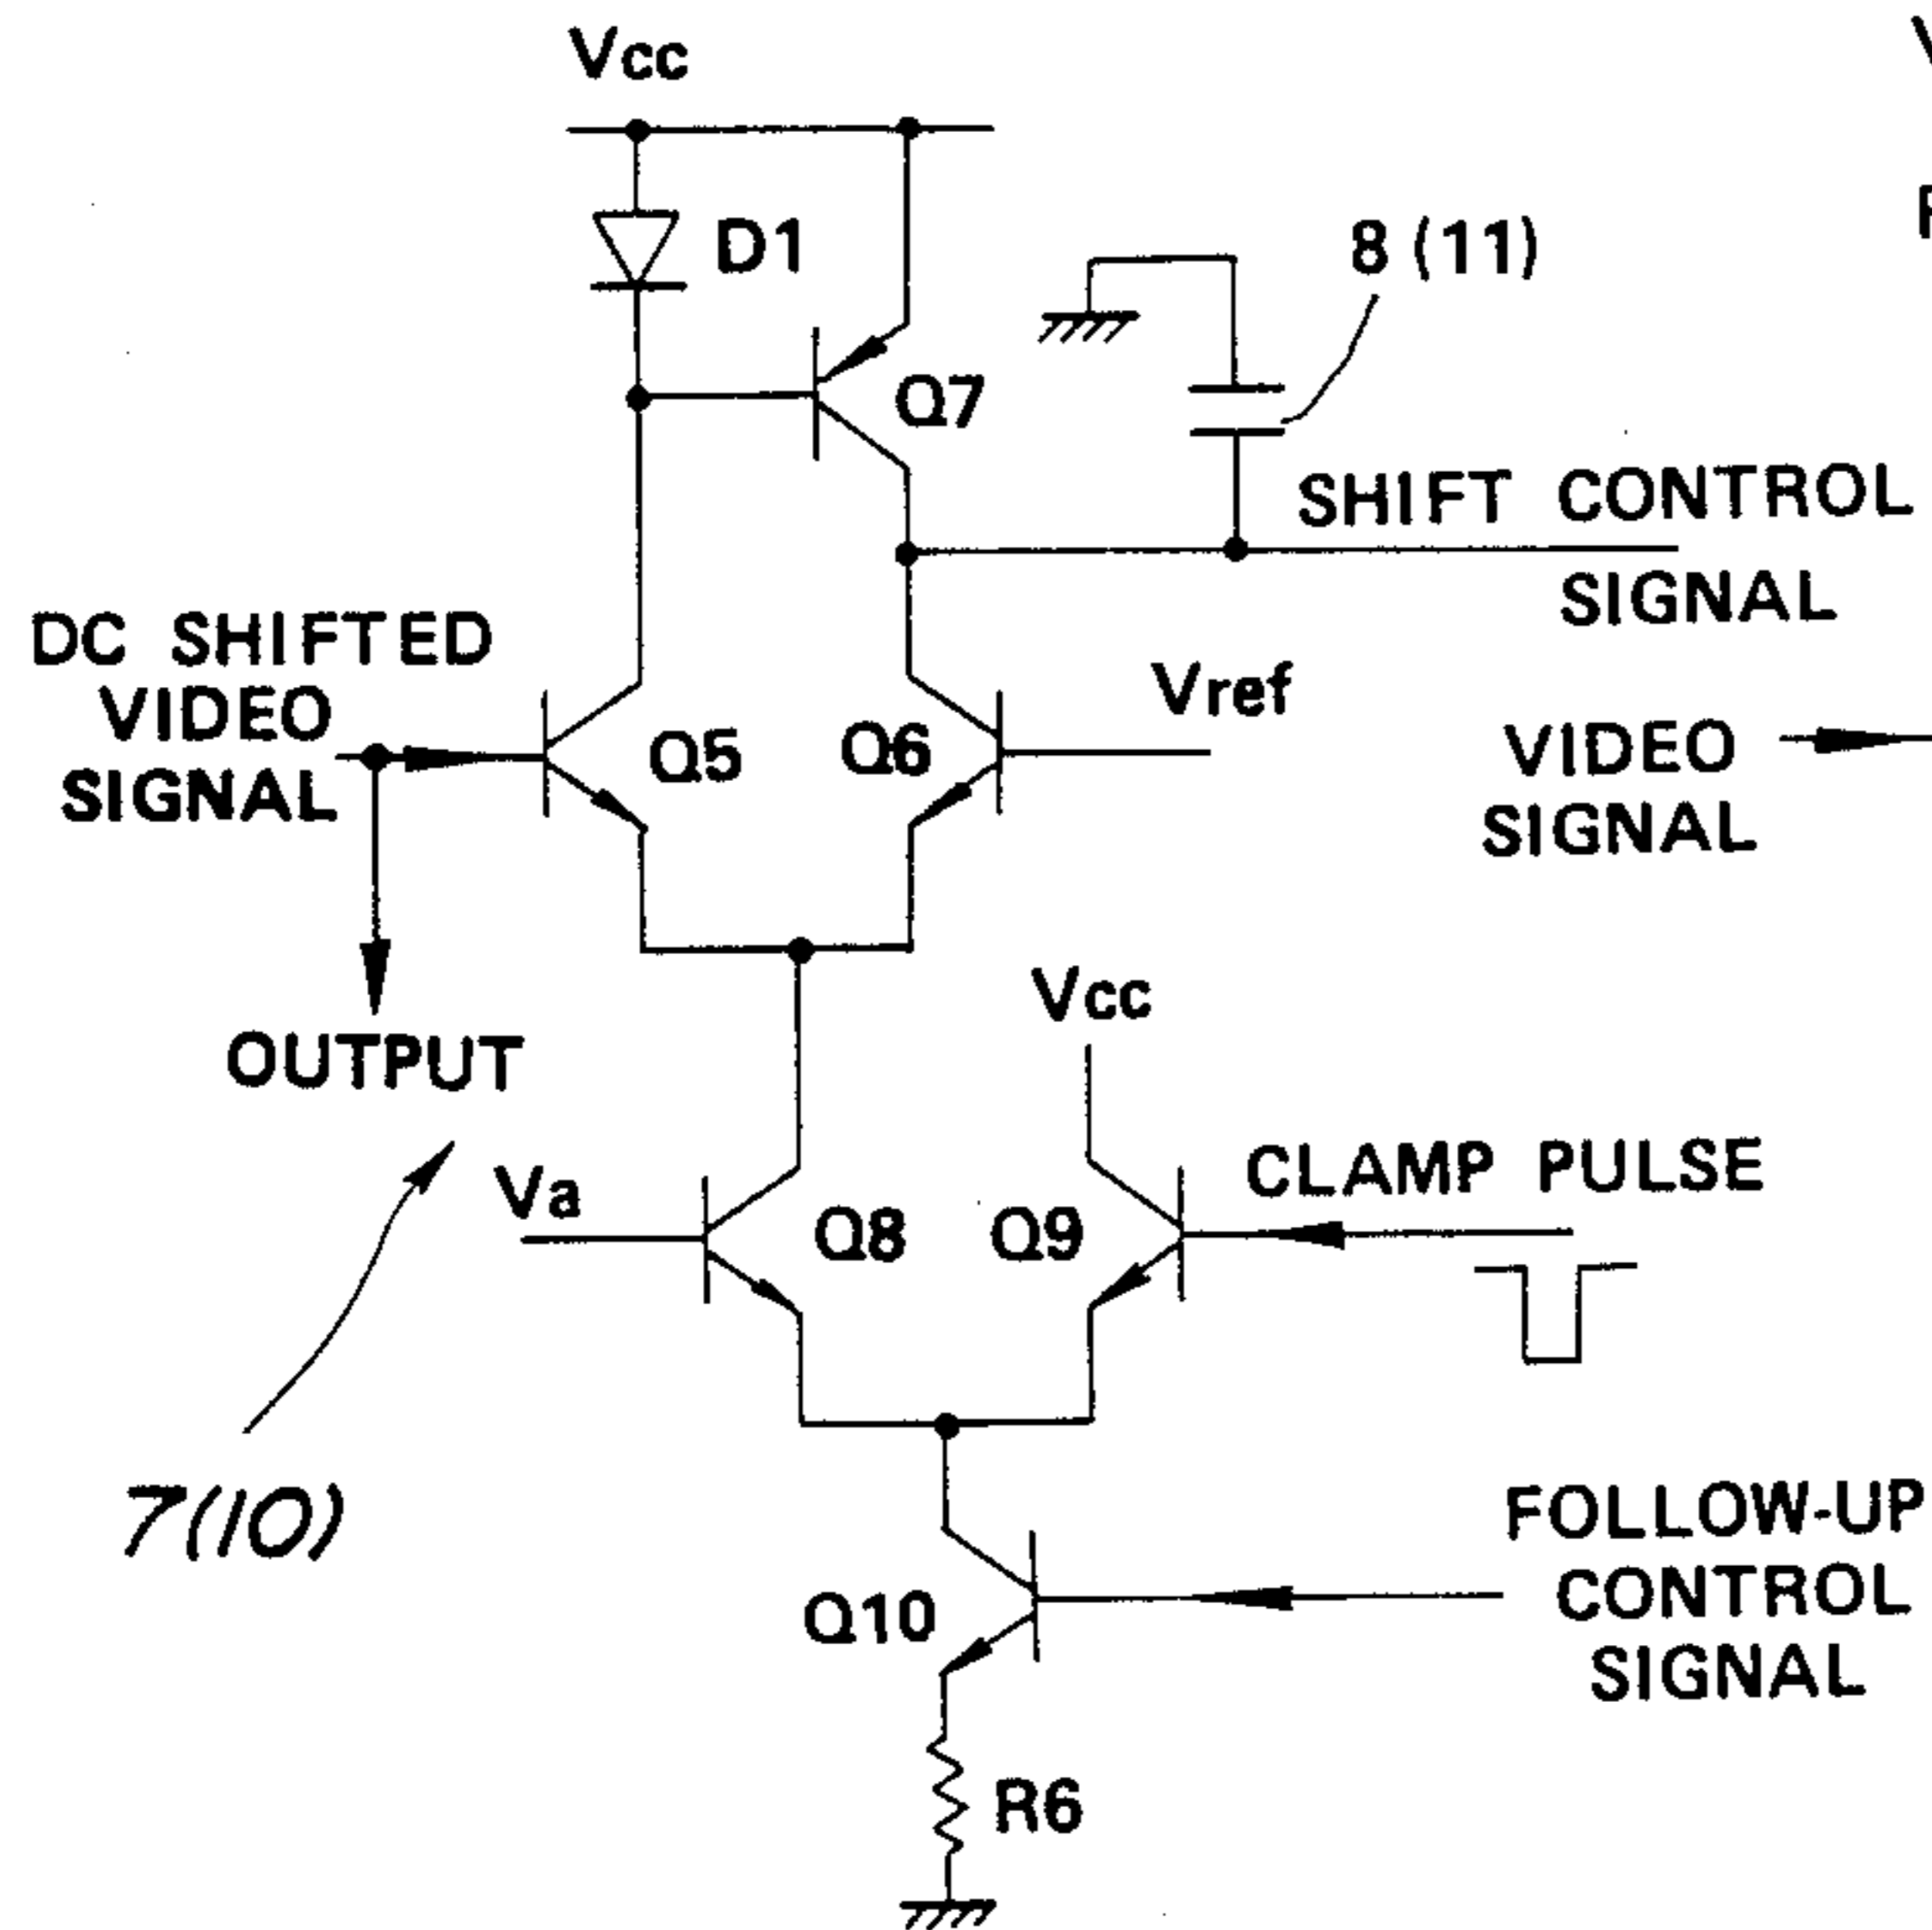 Vcc
D1
8 (11)
Q7
SHIFT CONTROL
SIGNAL
DC SHIFTED
VIDEO
SIGNAL
Q5
Q6
Vref
VIDEO
SIGNAL
OUTPUT
Vcc
Va
Q8
Q9
CLAMP PULSE
7(10)
Q10
FOLLOW-UP
CONTROL
SIGNAL
R6